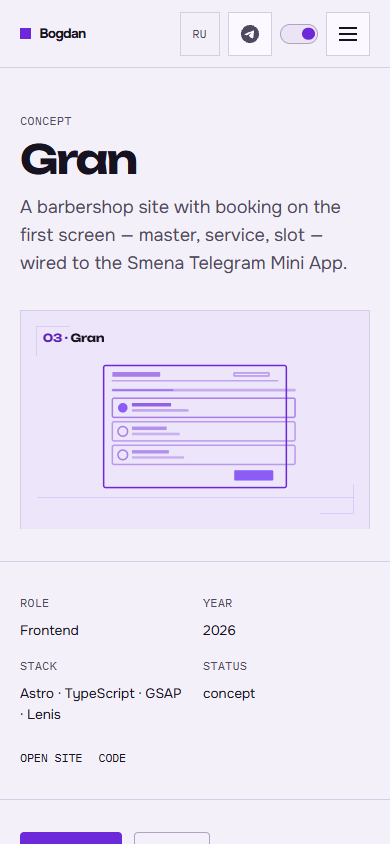 Bogdan
RU
CONCEPT
Gran
A barbershop site with booking on the
first screen — master, service, slot —
wired to the Smena Telegram Mini App.
03 · Gran
ROLE
YEAR
Frontend
2026
STACK
STATUS
Astro · TypeScript · GSAP
· Lenis
concept
OPEN SITE
CODE